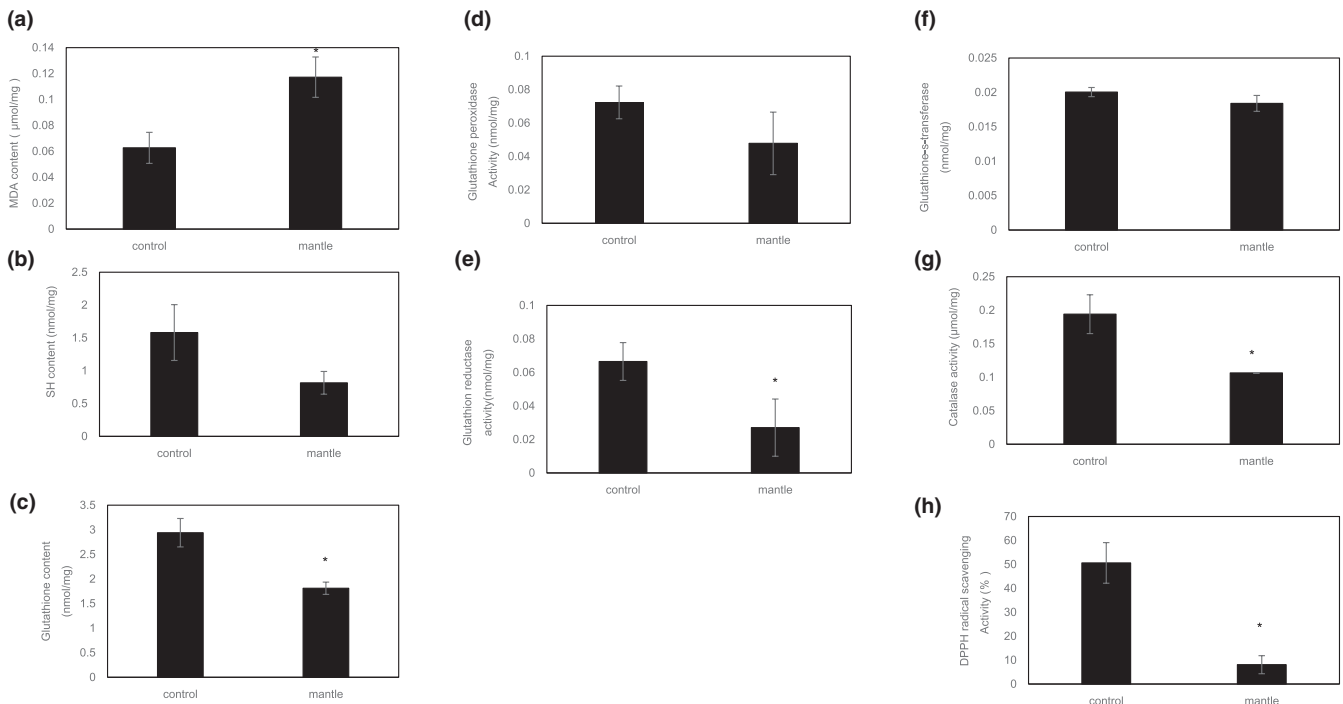 (a)
MDA content ( μmol/mg )
0.14
0.12
0.1
0.08
0.06
0.04
0.02
0
*
control mantle
(b)
SH content (nmol/mg)
2.5
2
1.5
1
0.5
0
control mantle
(c)
Glutathione content
(nmol/mg)
3.5
3
2.5
2
1.5
1
0.5
0
*
control mantle
(d)
Glutathione peroxidase
Activity (nmol/mg)
0.1
0.08
0.06
0.04
0.02
0
control mantle
(e)
Glutathion reductase
activity(nmol/mg)
0.1
0.08
0.06
0.04
0.02
0
*
control mantle
(f)
Glutathione-s-transferase
(nmol/mg)
0.025
0.02
0.015
0.01
0.005
0
control mantle
(g)
Catalase activity (μmol/mg)
0.25
0.2
0.15
0.1
0.05
0
*
control mantle
(h)
DPPH radical scavenging
Activity (% )
70
60
50
40
30
20
10
0
*
control mantle